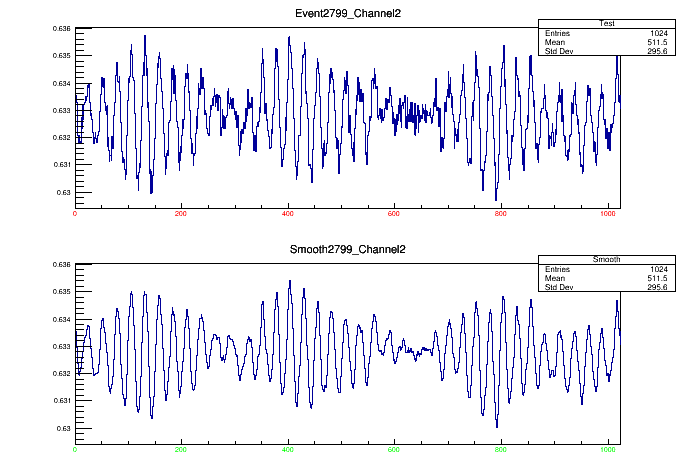 Event2799_Channel2
Test
Entries 1024
Mean 511.5
Std Dev 295.6
0.636
0.635
0.634
0.633
0.632
0.631
0.63
0 200 400 600 800 1000
Smooth2799_Channel2
Smooth
Entries 1024
Mean 511.5
Std Dev 295.6
0.636
0.635
0.634
0.633
0.632
0.631
0.63
0 200 400 600 800 1000